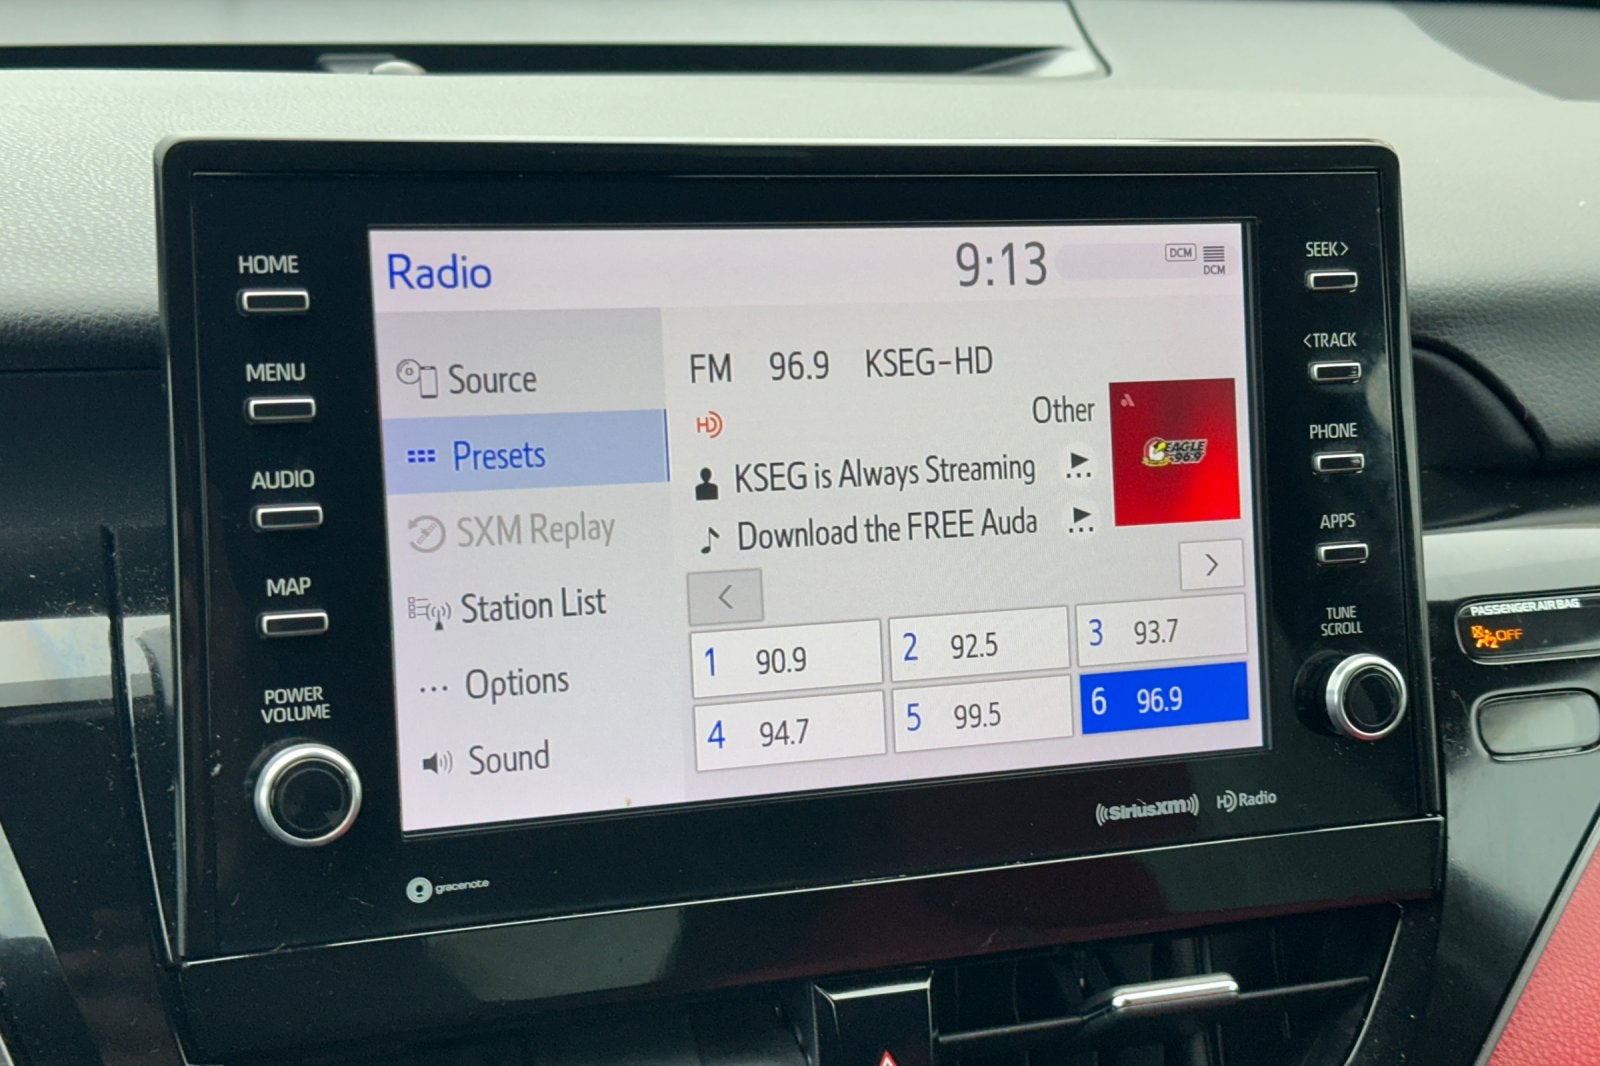 HOME
MENU
AUDIO
MAP
POWER
VOLUME
Radio
9:13
DCM
DCM
Source
Presets
SXM Replay
Station List
Options
Sound
FM 96.9 KSEG-HD
HD
Other
KSEG is Always Streaming
Download the FREE Auda
EAGLE
96.9
<
>
1 90.9
2 92.5
3 93.7
4 94.7
5 99.5
6 96.9
SEEK>
<TRACK
PHONE
APPS
TUNE
SCROLL
gracenote
SiriusXM
HD Radio
PASSENGER AIR BAG
2 OFF